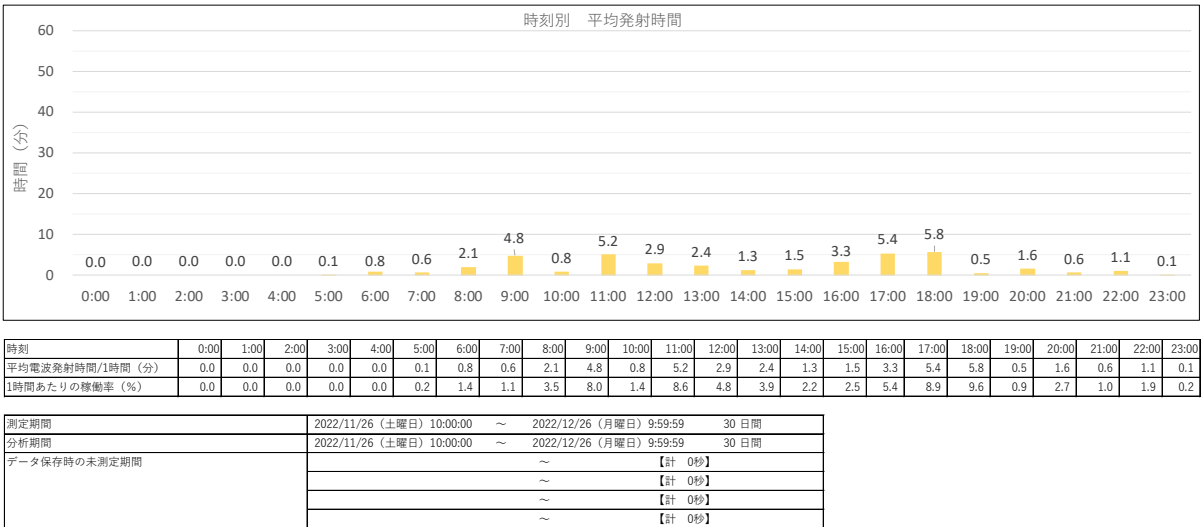 時刻別　平均発射時間
時間（分）
60
50
40
30
20
10
0
0.0 0.0 0.0 0.0 0.0 0.1 0.8 0.6 2.1 4.8 0.8 5.2 2.9 2.4 1.3 1.5 3.3 5.4 5.8 0.5 1.6 0.6 1.1 0.1
0:00 1:00 2:00 3:00 4:00 5:00 6:00 7:00 8:00 9:00 10:00 11:00 12:00 13:00 14:00 15:00 16:00 17:00 18:00 19:00 20:00 21:00 22:00 23:00
時刻 0:00 1:00 2:00 3:00 4:00 5:00 6:00 7:00 8:00 9:00 10:00 11:00 12:00 13:00 14:00 15:00 16:00 17:00 18:00 19:00 20:00 21:00 22:00 23:00
平均電波発射時間/1時間（分） 0.0 0.0 0.0 0.0 0.0 0.1 0.8 0.6 2.1 4.8 0.8 5.2 2.9 2.4 1.3 1.5 3.3 5.4 5.8 0.5 1.6 0.6 1.1 0.1
1時間あたりの稼働率（%） 0.0 0.0 0.0 0.0 0.0 0.2 1.4 1.1 3.5 8.0 1.4 8.6 4.8 3.9 2.2 2.5 5.4 8.9 9.6 0.9 2.7 1.0 1.9 0.2
測定期間 2022/11/26（土曜日）10:00:00 ～ 2022/12/26（月曜日）9:59:59 30 日間
分析期間 2022/11/26（土曜日）10:00:00 ～ 2022/12/26（月曜日）9:59:59 30 日間
データ保存時の未測定期間 ～ 【計 0秒】
～ 【計 0秒】
～ 【計 0秒】
～ 【計 0秒】